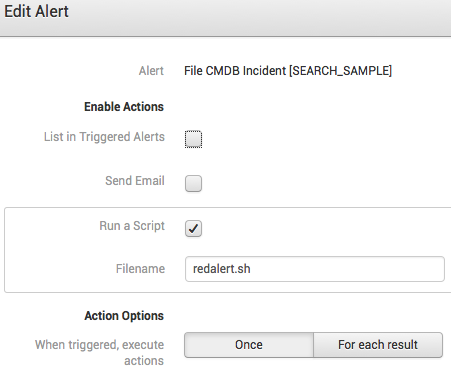 Edit Alert
Alert File CMDB Incident [SEARCH_SAMPLE]
Enable Actions
List in Triggered Alerts
Send Email
Run a Script
Filename redalert.sh
Action Options
When triggered, execute Once For each result
actions